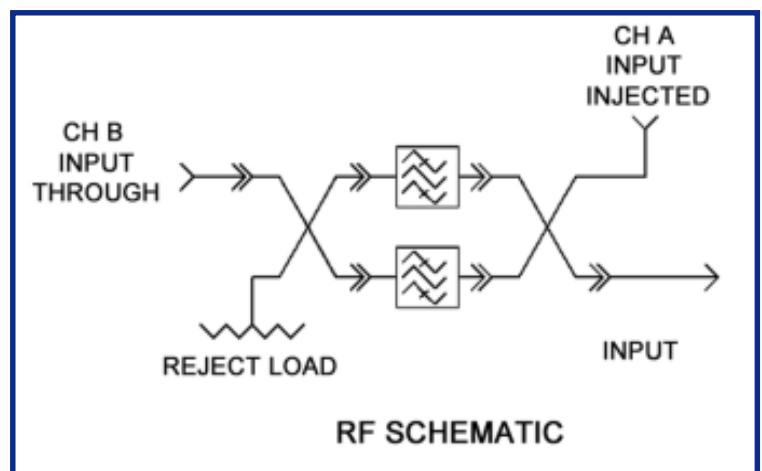 CH A
INPUT
INJECTED
CH B
INPUT
THROUGH
REJECT LOAD
INPUT
RF SCHEMATIC